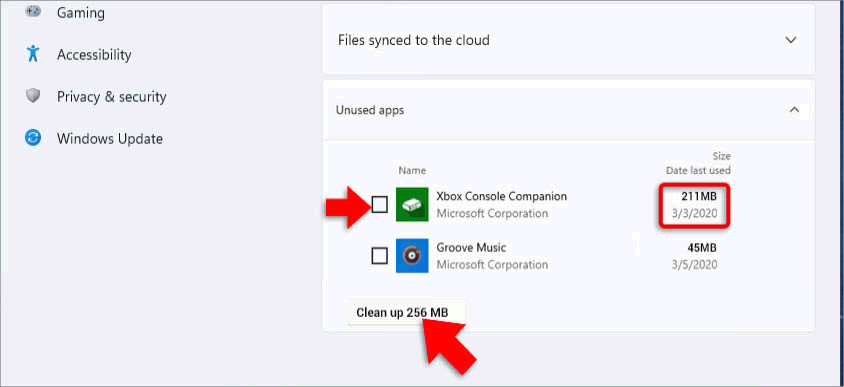 Gaming
Accessibility
Privacy & security
Windows Update
Files synced to the cloud
Unused apps
Name
Size
Date last used
Xbox Console Companion
211MB
Microsoft Corporation
3/3/2020
Groove Music
45MB
Microsoft Corporation
3/5/2020
Clean up 256 MB